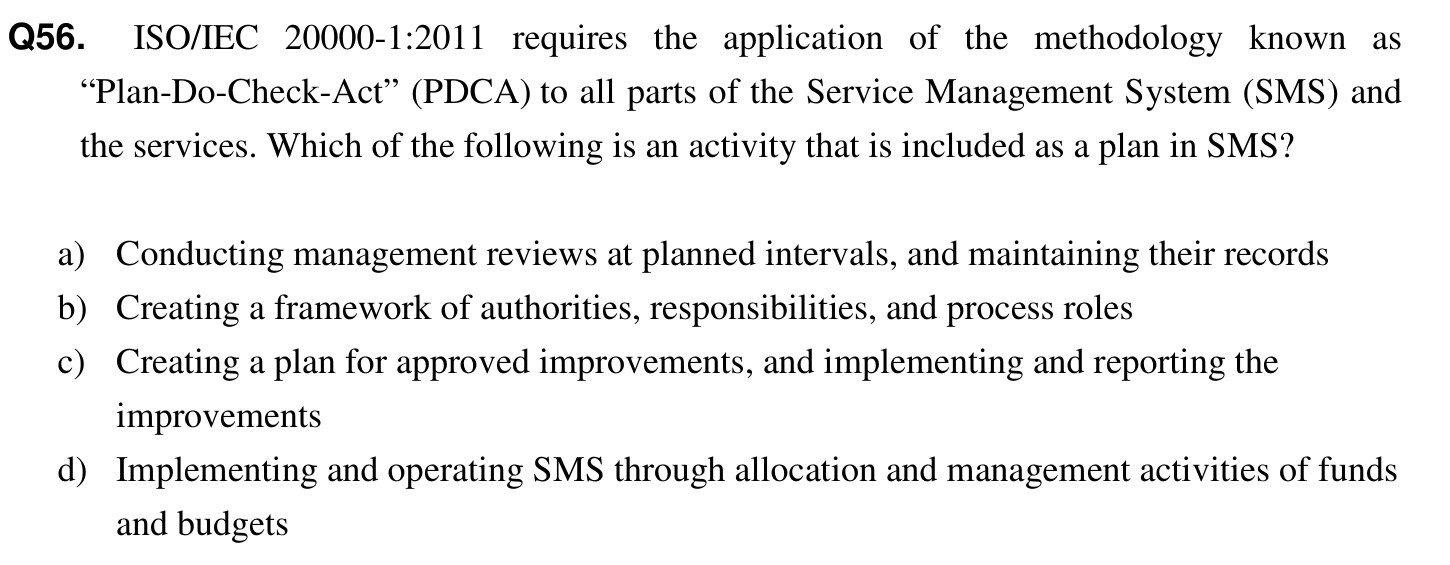 Q56. ISO/IEC 20000-1:2011 requires the application of the methodology known as
“Plan-Do-Check-Act” (PDCA) to all parts of the Service Management System (SMS) and
the services. Which of the following is an activity that is included as a plan in SMS?
a) Conducting management reviews at planned intervals, and maintaining their records
b) Creating a framework of authorities, responsibilities, and process roles
c) Creating a plan for approved improvements, and implementing and reporting the
improvements
d) Implementing and operating SMS through allocation and management activities of funds
and budgets